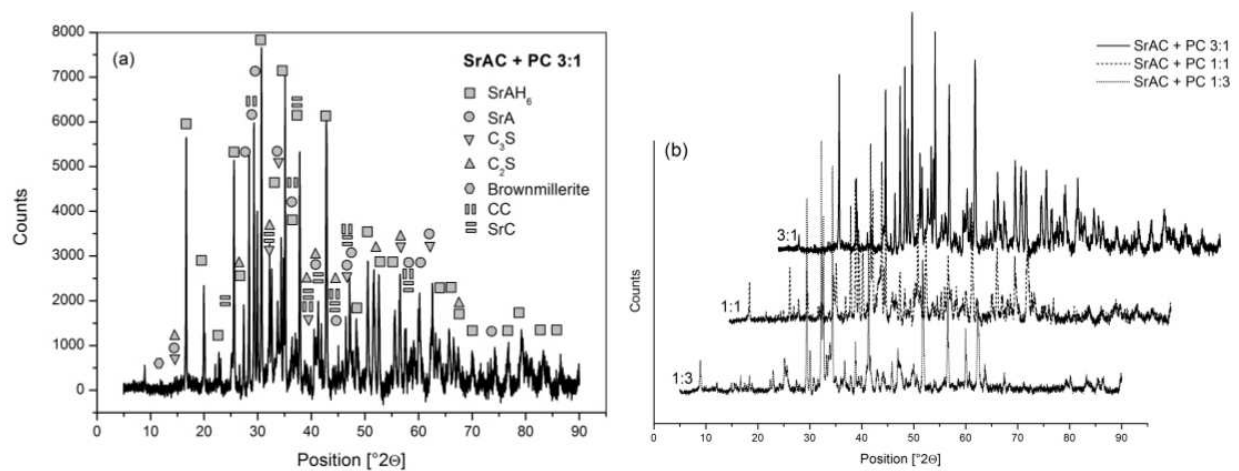 (a)
SrAC + PC 3:1
SrAH₆
SrA
C₃S
C₂S
Brownmillerite
CC
SrC
Counts
8000
7000
6000
5000
4000
3000
2000
1000
0
0 10 20 30 40 50 60 70 80 90
Position [°2Θ]
(b)
SrAC + PC 3:1
SrAC + PC 1:1
SrAC + PC 1:3
Counts
3:1
1:1
1:3
0 10 20 30 40 50 60 70 80 90
Position [°2Θ]